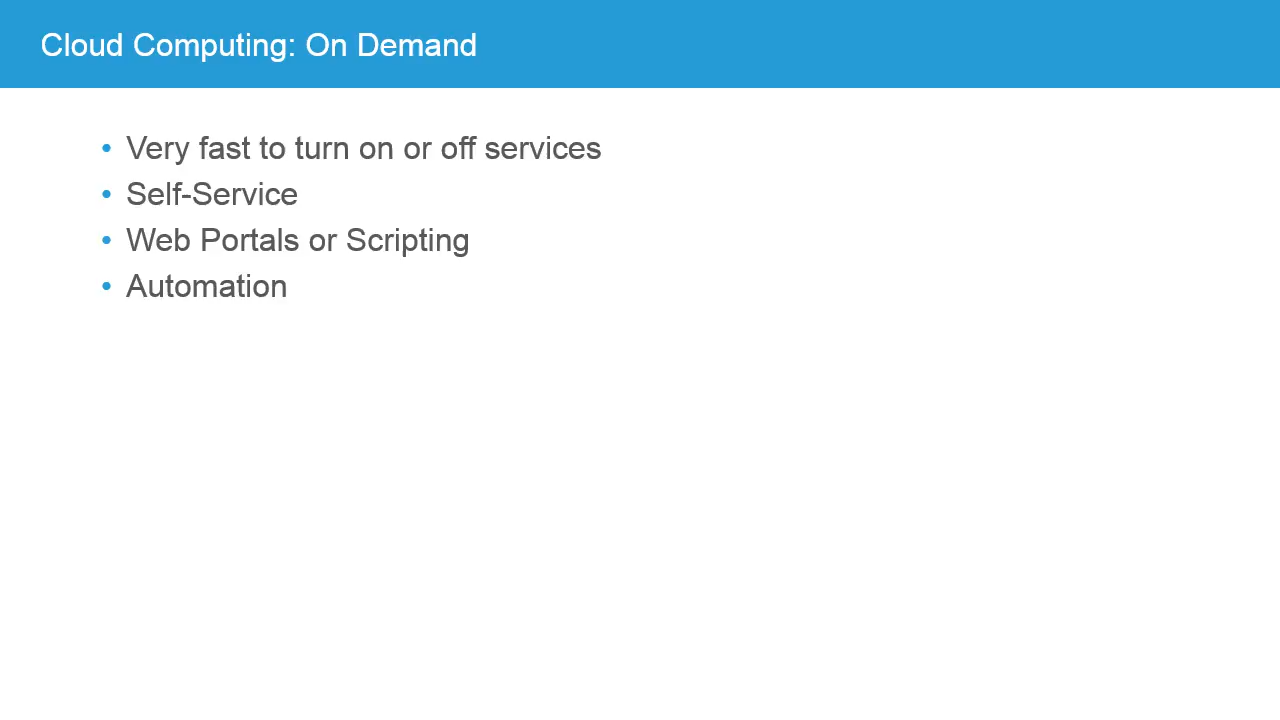 Cloud Computing: On Demand
• Very fast to turn on or off services
• Self-Service
• Web Portals or Scripting
• Automation